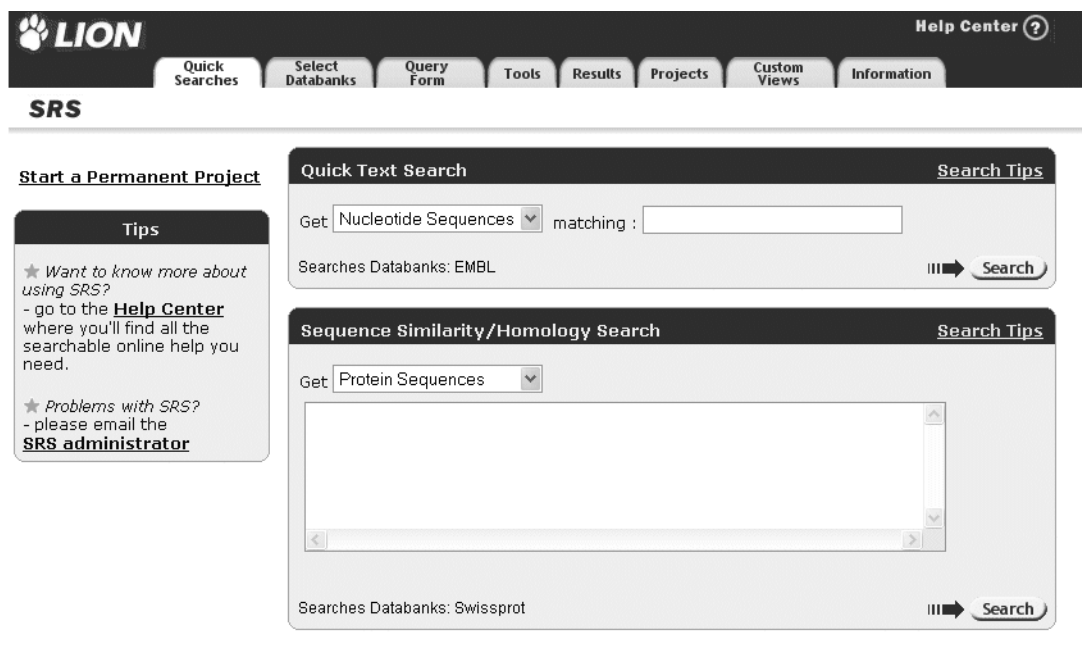 LION
Help Center ?
Quick Searches
Select Databanks
Query Form
Tools
Results
Projects
Custom Views
Information
SRS
Start a Permanent Project
Tips
Want to know more about
using SRS?
- go to the Help Center
where you'll find all the
searchable online help you
need.
Problems with SRS?
- please email the
SRS administrator
Quick Text Search
Search Tips
Get Nucleotide Sequences matching :
Searches Databanks: EMBL
Search
Sequence Similarity/Homology Search
Search Tips
Get Protein Sequences
Searches Databanks: Swissprot
Search